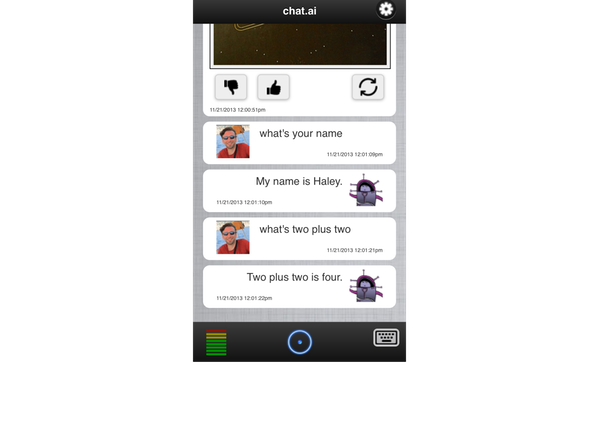 chat.ai
11/21/2013 12:00:51pm
what's your name
11/21/2013 12:01:09pm
My name is Haley.
11/21/2013 12:01:10pm
what's two plus two
11/21/2013 12:01:21pm
Two plus two is four.
11/21/2013 12:01:22pm